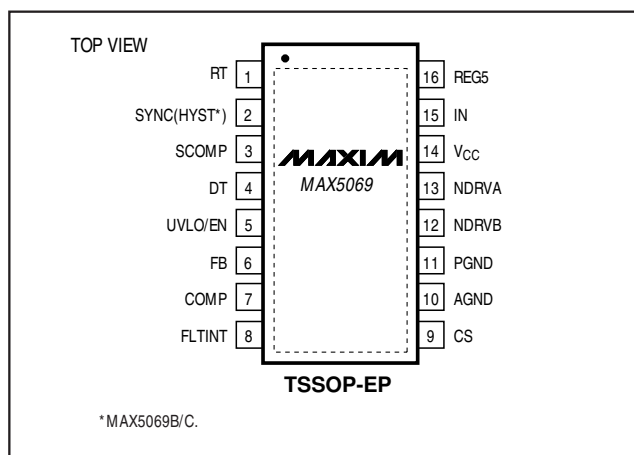 TOP VIEW
RT 1
SYNC(HYST*) 2
SCOMP 3
DT 4
UVLO/EN 5
FB 6
COMP 7
FLTINT 8
MAXIM
MAX5069
16 REG5
15 IN
14 VCC
13 NDRVA
12 NDRVB
11 PGND
10 AGND
9 CS
TSSOP-EP
*MAX5069B/C.